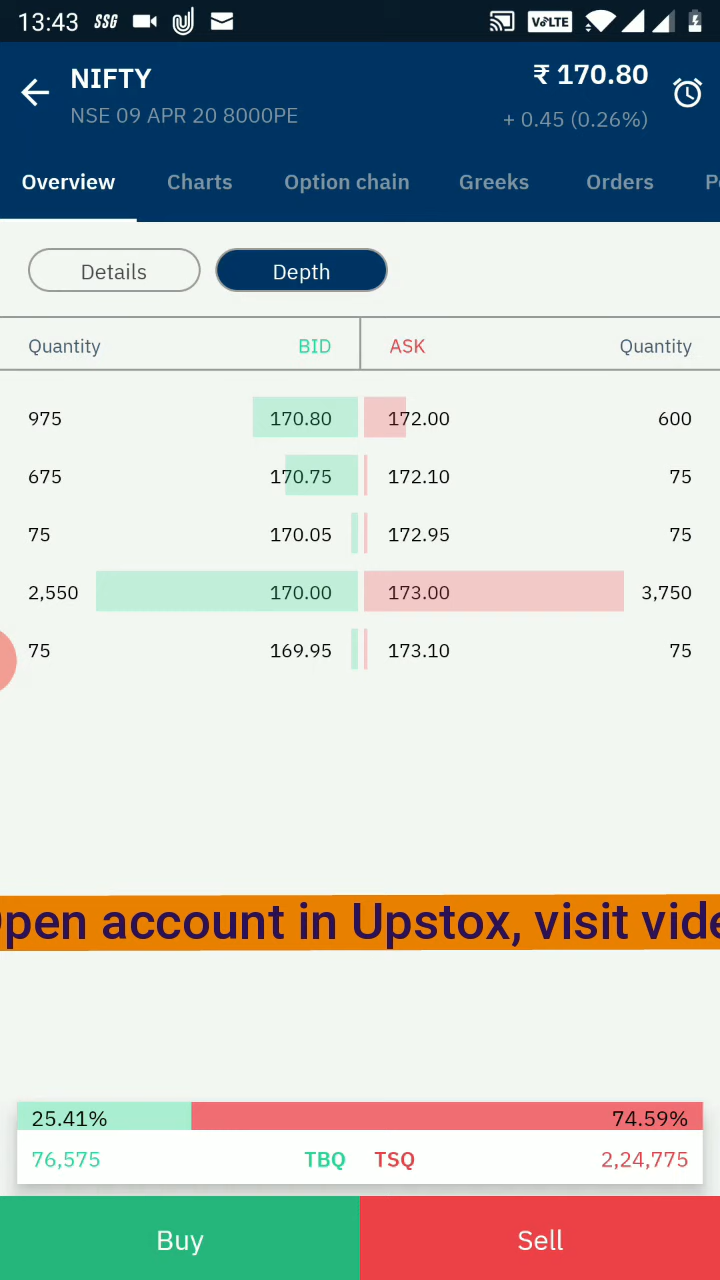 13:43 SSG VoLTE
NIFTY ₹ 170.80
NSE 09 APR 20 8000PE + 0.45 (0.26%)
Overview Charts Option chain Greeks Orders
Details Depth
Quantity BID ASK Quantity
975 170.80 172.00 600
675 170.75 172.10 75
75 170.05 172.95 75
2,550 170.00 173.00 3,750
75 169.95 173.10 75
pen account in Upstox, visit vide
25.41% 74.59%
76,575 TBQ TSQ 2,24,775
Buy Sell